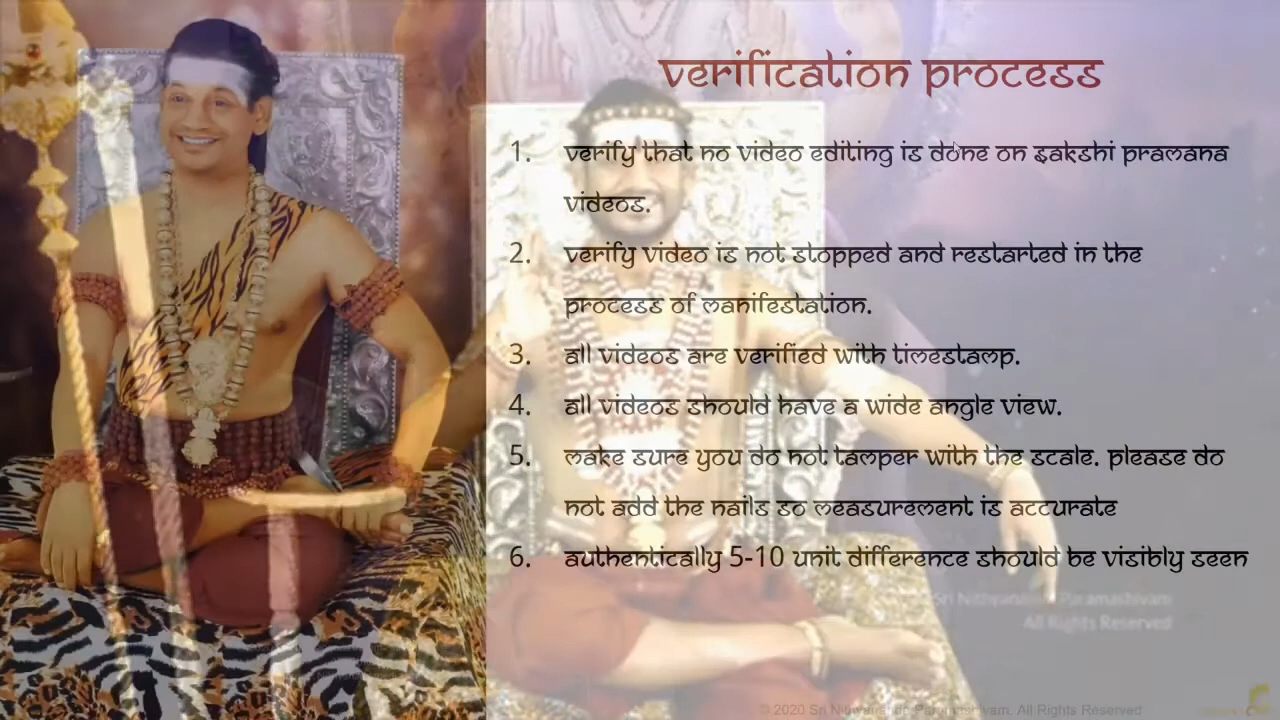 verification process
1. verify that no video editing is done on sakshi pramana
videos.
2. verify video is not stopped and restarted in the
process of manifestation.
3. all videos are verified with timestamp.
4. all videos should have a wide angle view.
5. make sure you do not tamper with the scale. please do
not add the nails so measurement is accurate
6. authentically 5-10 unit difference should be visibly seen
Sri Nithyananda Paramashivam
All Rights Reserved
© 2020 Sri Nithyananda Paramashivam. All Rights Reserved